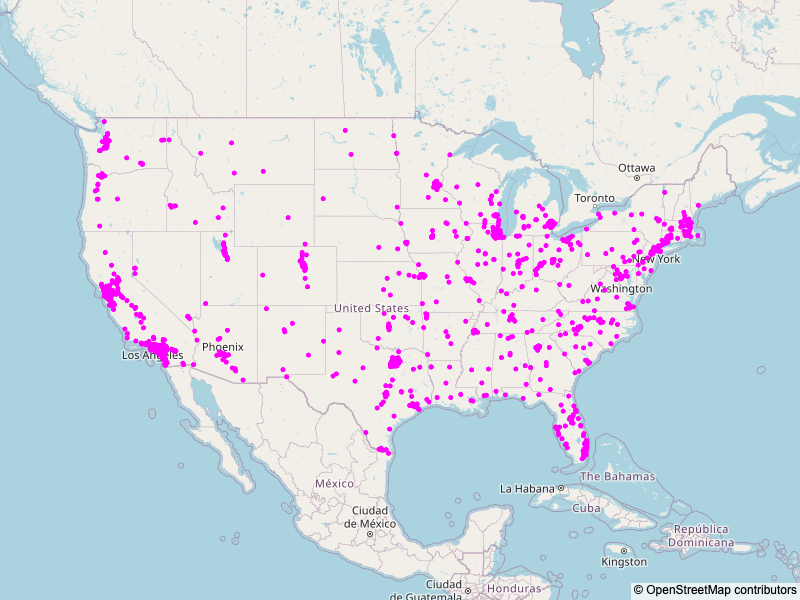 Ottawa
Toronto
New York
Washington
United States
Phoenix
Los Angeles
The Bahamas
La Habana
Cuba
México
Ciudad
de México
República
Dominicana
Kingston
Ciudad
de Guatemala
Honduras
© OpenStreetMap contributors